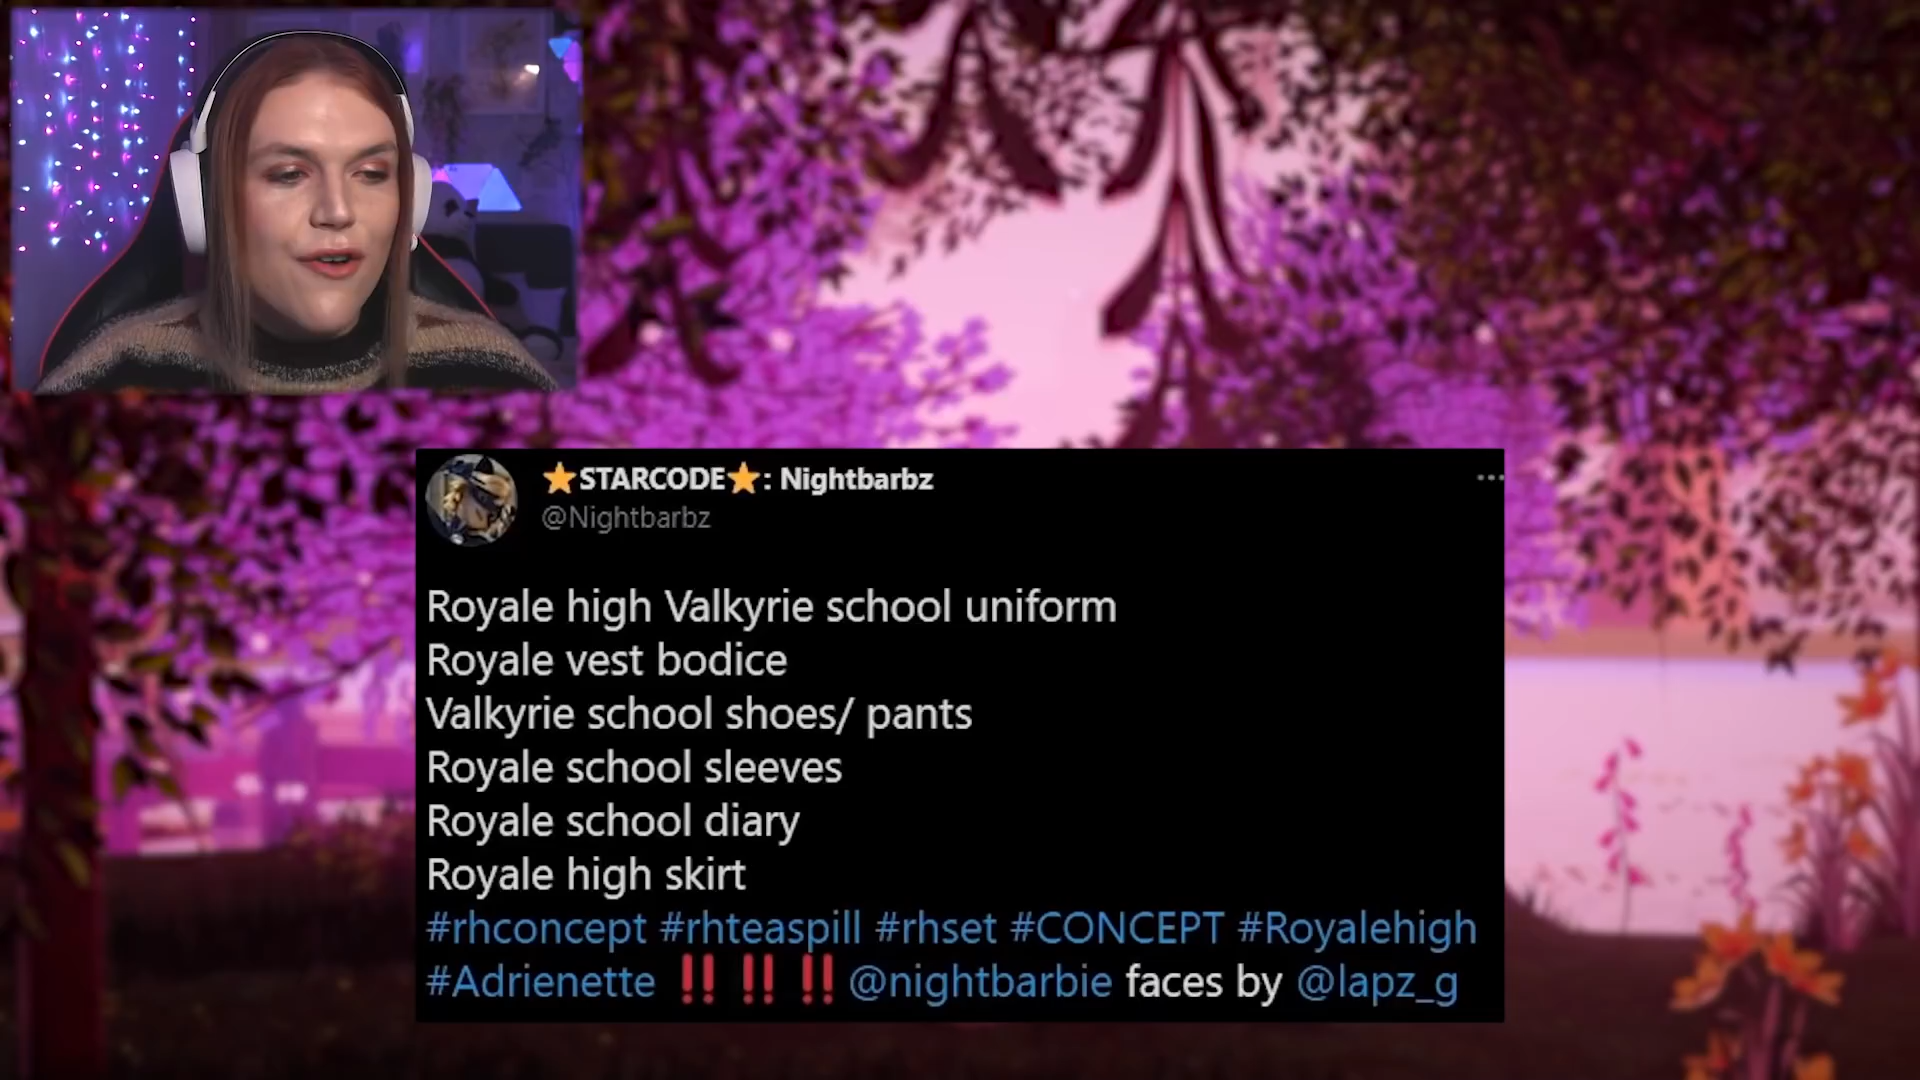 ⭐STARCODE⭐: Nightbarbz
@Nightbarbz
Royale high Valkyrie school uniform
Royale vest bodice
Valkyrie school shoes/ pants
Royale school sleeves
Royale school diary
Royale high skirt
#rhconcept #rhteaspill #rhset #CONCEPT #Royalehigh
#Adrienette ‼️ ‼️ ‼️ @nightbarbie faces by @lapz_g